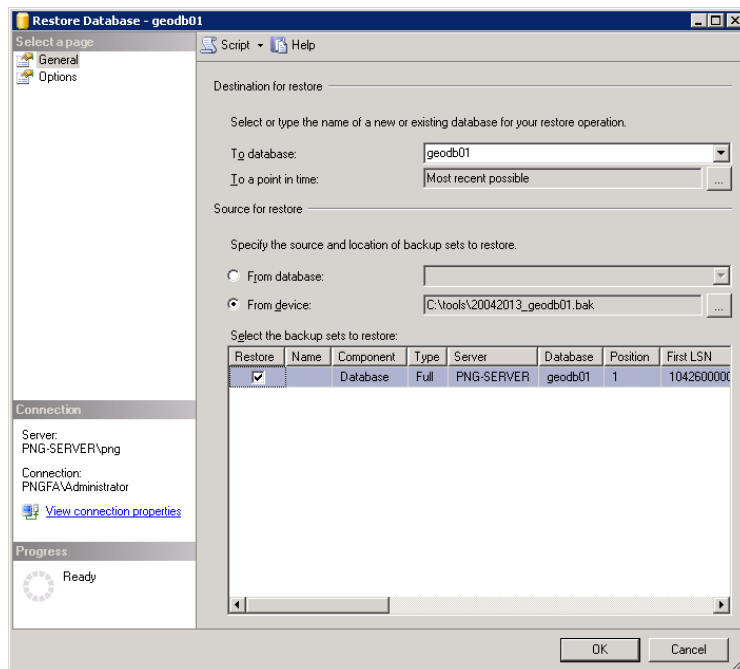 Restore Database - geodb01
Select a page
General
Options
Script
Help
Destination for restore
Select or type the name of a new or existing database for your restore operation.
To database:
geodb01
To a point in time:
Most recent possible
...
Source for restore
Specify the source and location of backup sets to restore.
From database:
From device:
C:\tools\20042013_geodb01.bak
...
Select the backup sets to restore:
Restore Name Component Type Server Database Position First LSN
Database Full PNG-SERVER geodb01 1 1042600000
Connection
Server:
PNG-SERVER\png
Connection:
PNGFA\Administrator
View connection properties
Progress
Ready
OK
Cancel